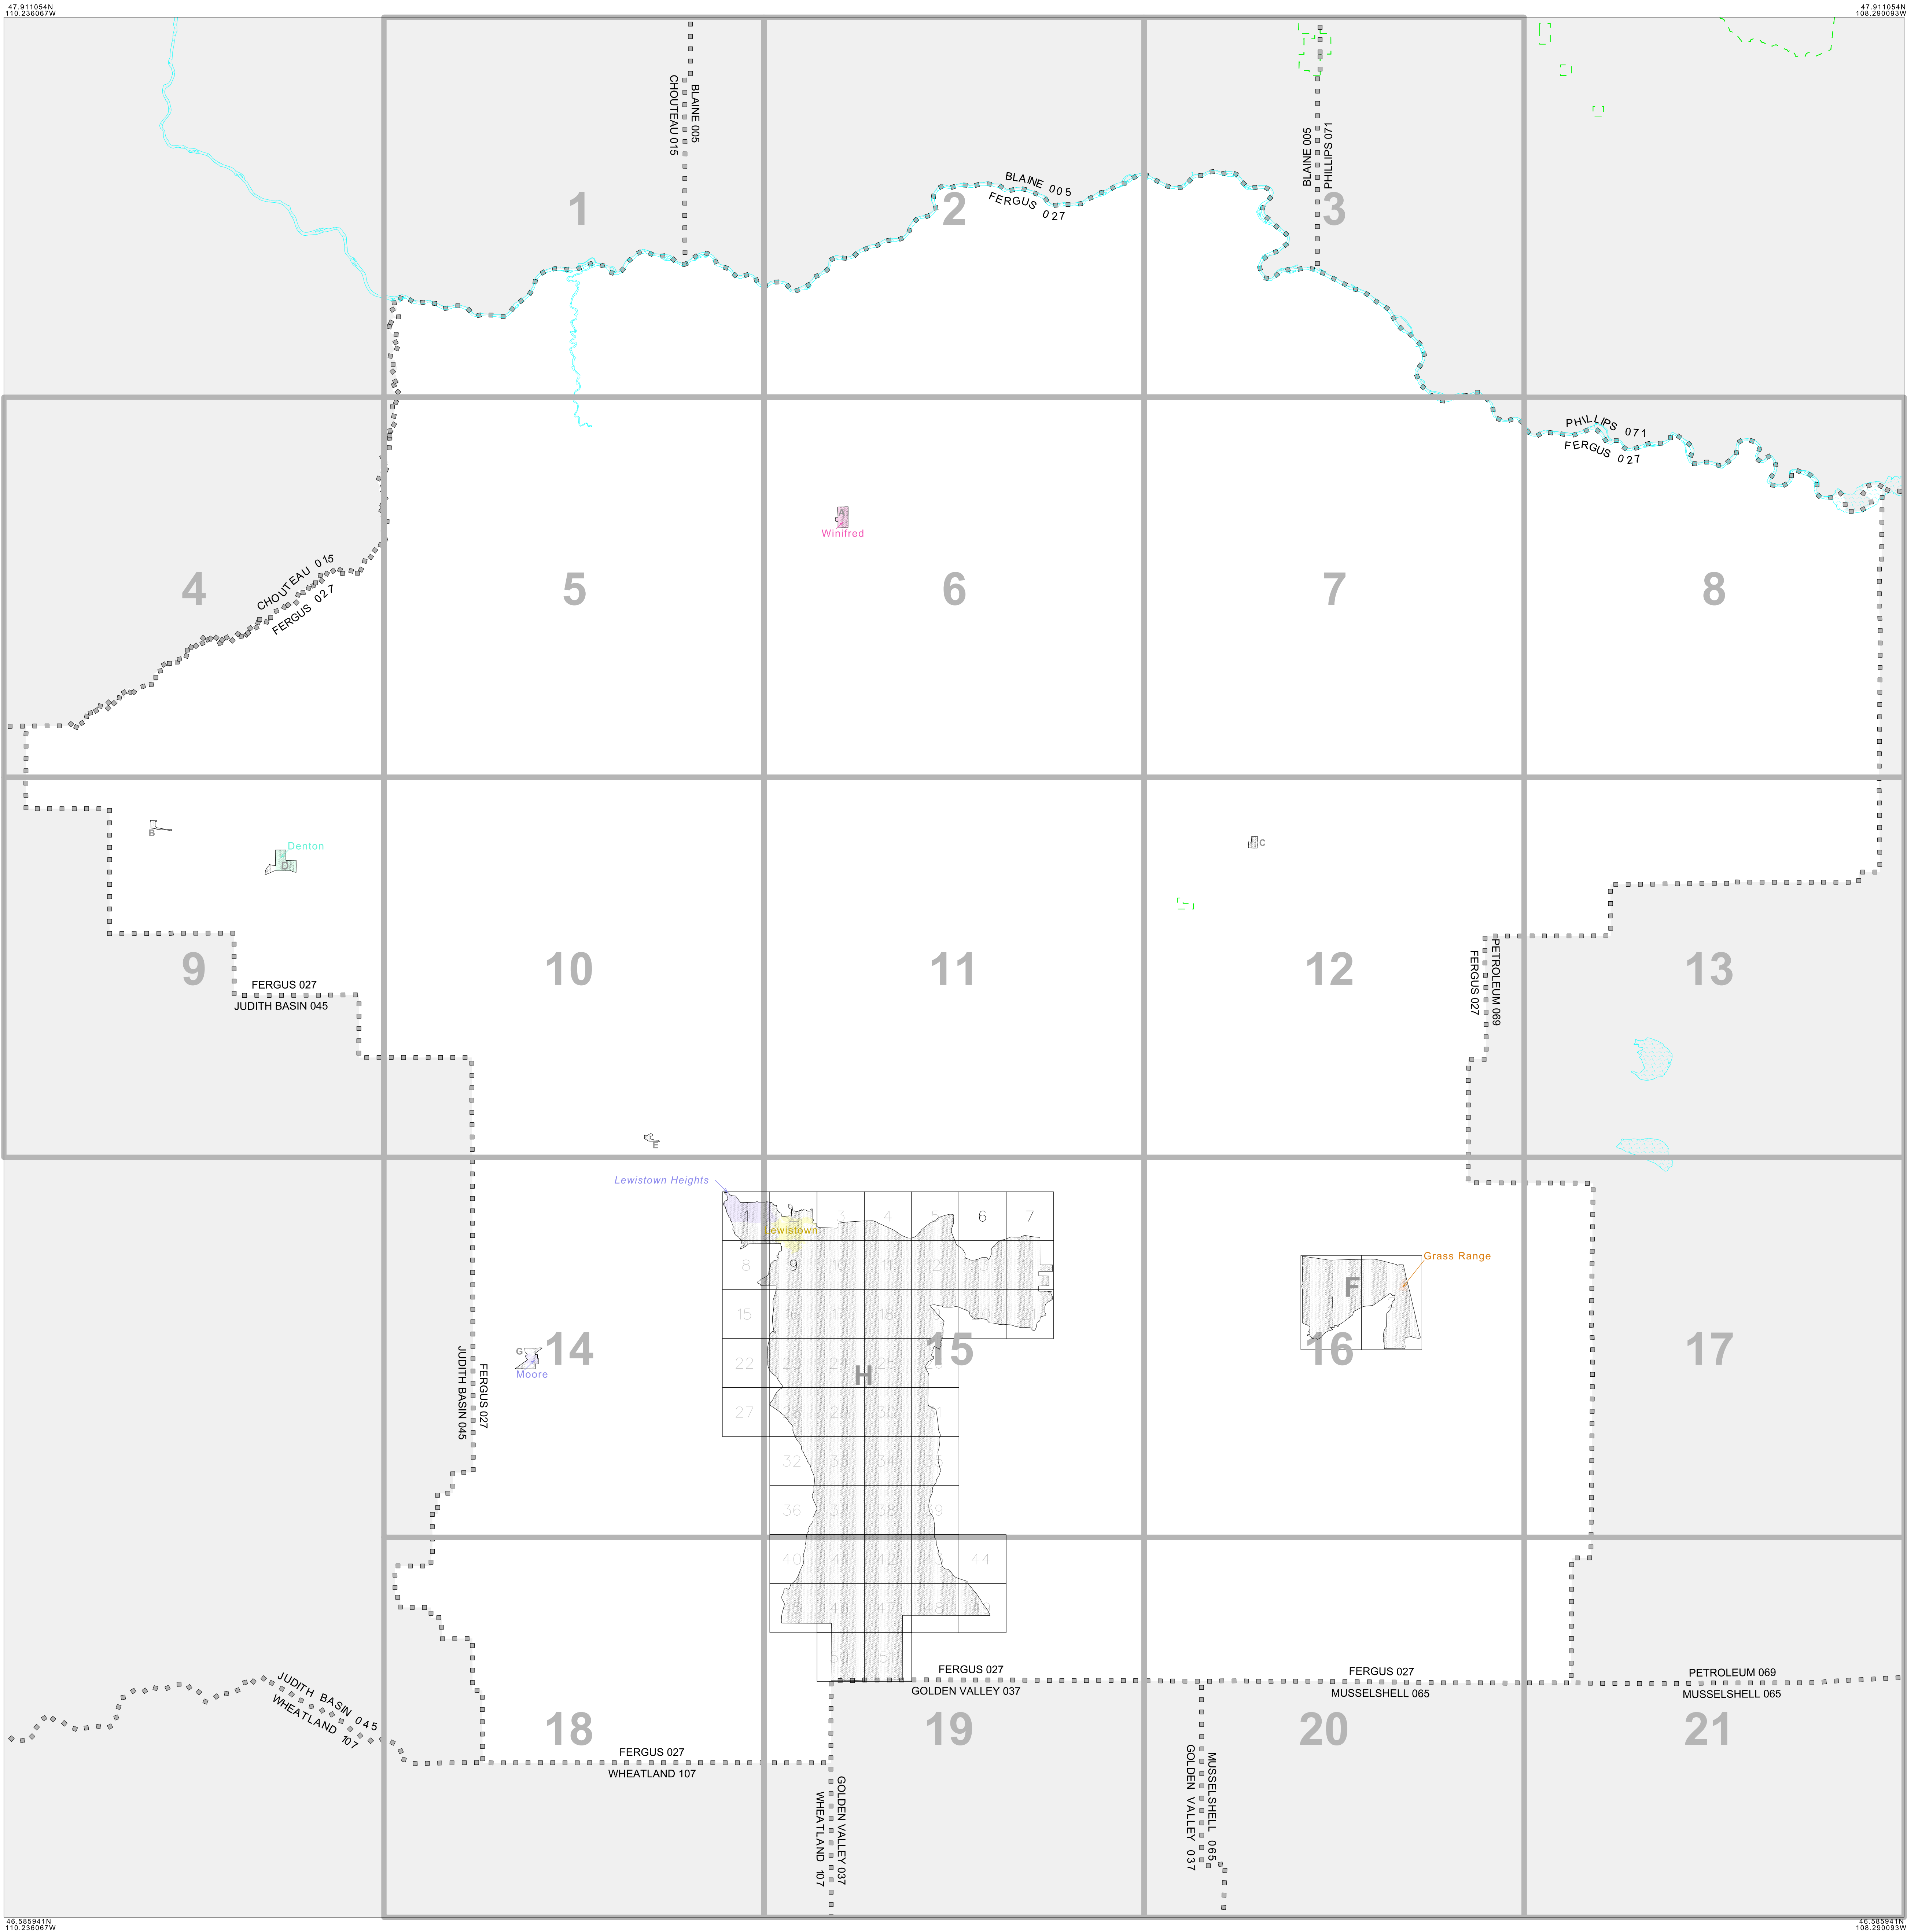 47.911054N
110.236067W
47.911054N
108.290093W
CHOUTEAU 015
BLAINE 005
BLAINE 005
PHILLIPS 071
BLAINE 005
FERGUS 027
1
2
3
PHILLIPS 071
FERGUS 027
A
Winifred
CHOUTEAU 015
FERGUS 027
4
5
6
7
8
B
Denton
D
C
9
10
11
12
13
FERGUS 027
JUDITH BASIN 045
FERGUS 027
PETROLEUM 069
E
Lewistown Heights
1
2
3
4
5
6
7
Lewistown
8
9
10
11
12
13
14
Grass Range
F
1
15
16
17
18
19
20
21
G
Moore
14
15
16
17
JUDITH BASIN 045
FERGUS 027
22
23
24
25
H
27
28
29
30
31
32
33
34
35
36
37
38
39
40
41
42
43
44
45
46
47
48
49
50
51
FERGUS 027
GOLDEN VALLEY 037
FERGUS 027
MUSSELSHELL 065
PETROLEUM 069
MUSSELSHELL 065
JUDITH BASIN 045
WHEATLAND 107
18
19
20
21
FERGUS 027
WHEATLAND 107
WHEATLAND 107
GOLDEN VALLEY 037
GOLDEN VALLEY 037
MUSSELSHELL 065
46.585941N
110.236067W
46.585941N
108.290093W